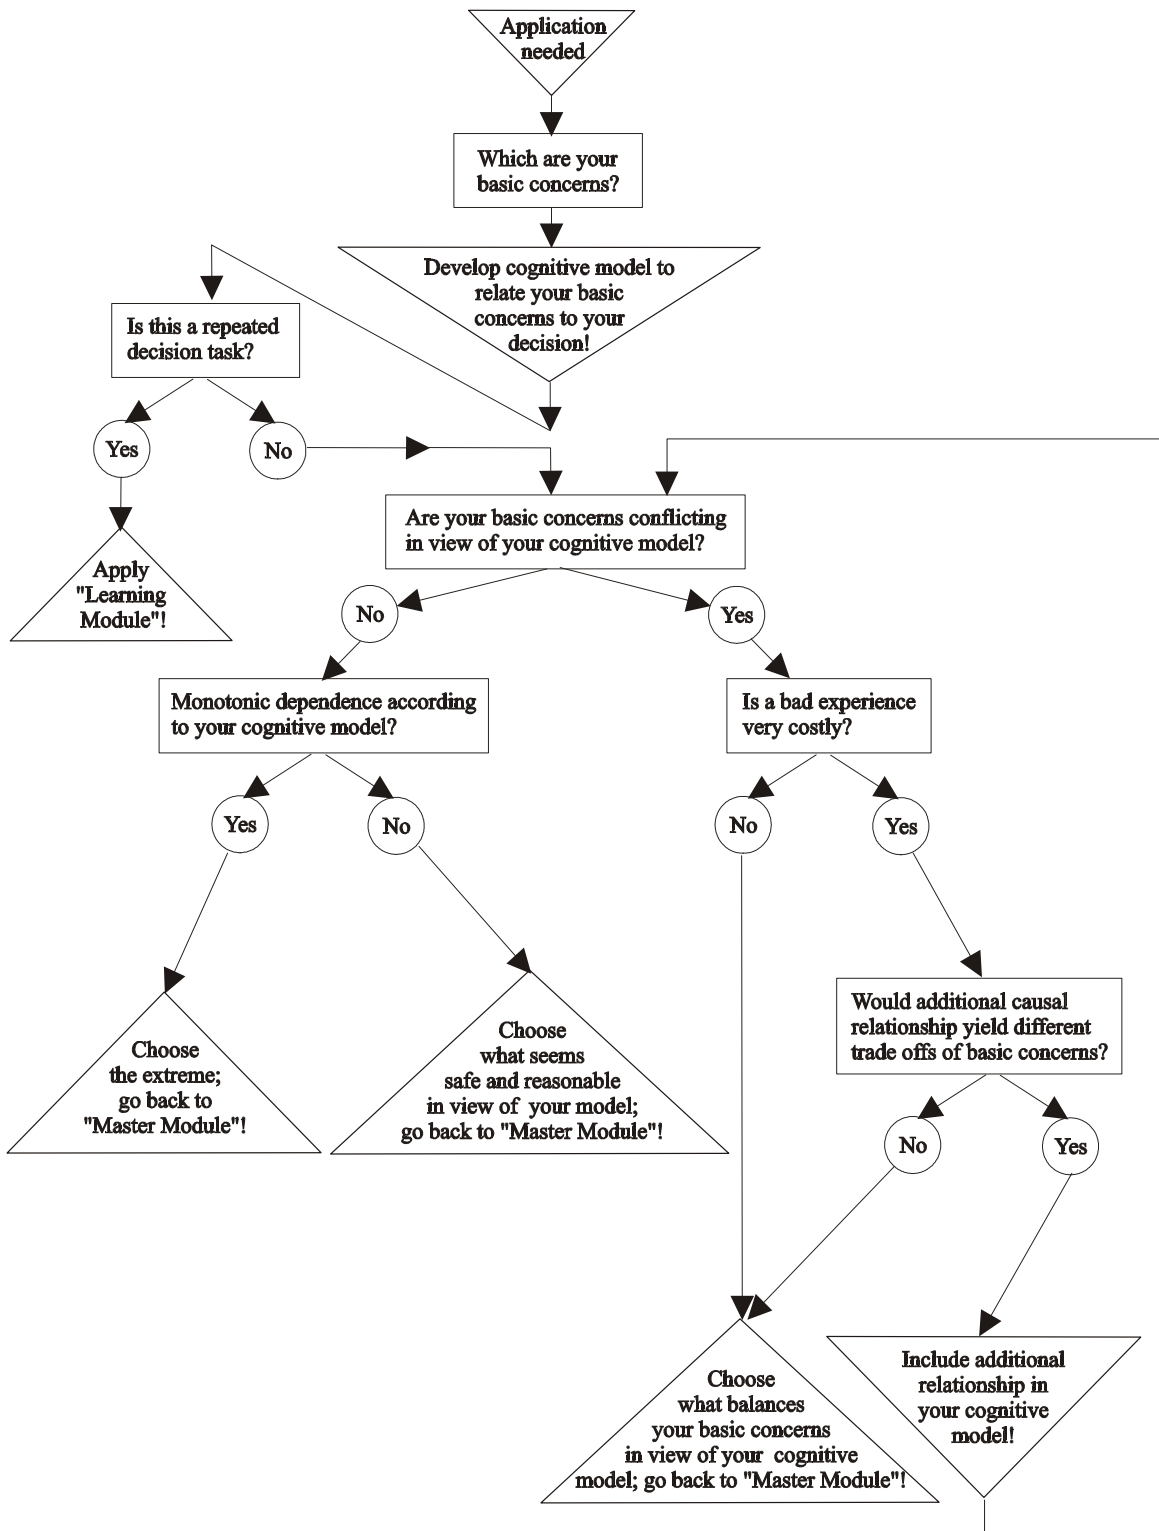 Application
needed
Which are your
basic concerns?
Develop cognitive model to
relate your basic
concerns to your
decision!
Is this a repeated
decision task?
Yes
No
Apply
"Learning
Module"!
Are your basic concerns conflicting
in view of your cognitive model?
No
Yes
Monotonic dependence according
to your cognitive model?
Is a bad experience
very costly?
Yes
No
No
Yes
Choose
the extreme;
go back to
"Master Module"!
Choose
what seems
safe and reasonable
in view of your model;
go back to "Master Module"!
Would additional causal
relationship yield different
trade offs of basic concerns?
No
Yes
Choose
what balances
your basic concerns
in view of your cognitive
model; go back to "Master Module"!
Include additional
relationship in
your cognitive
model!